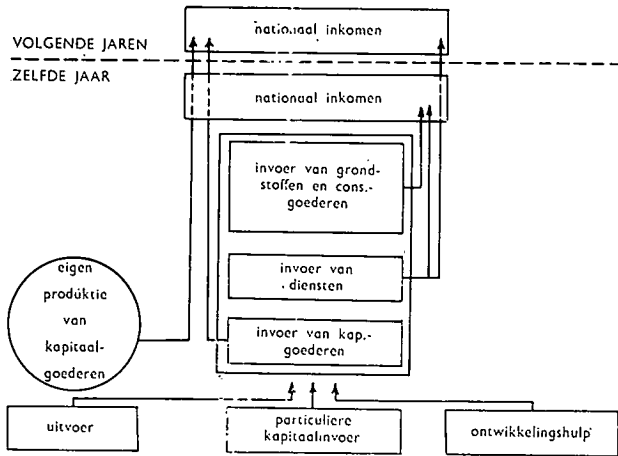 nationaal inkomen
VOLGENDE JAREN
ZELFDE JAAR
nationaal inkomen
invoer van grond-
stoffen en cons.-
goederen
invoer van
diensten
invoer van kap.-
goederen
eigen
produktie
van
kapitaal-
goederen
uitvoer
particuliere
kapitaalinvoer
ontwikkelingshulp